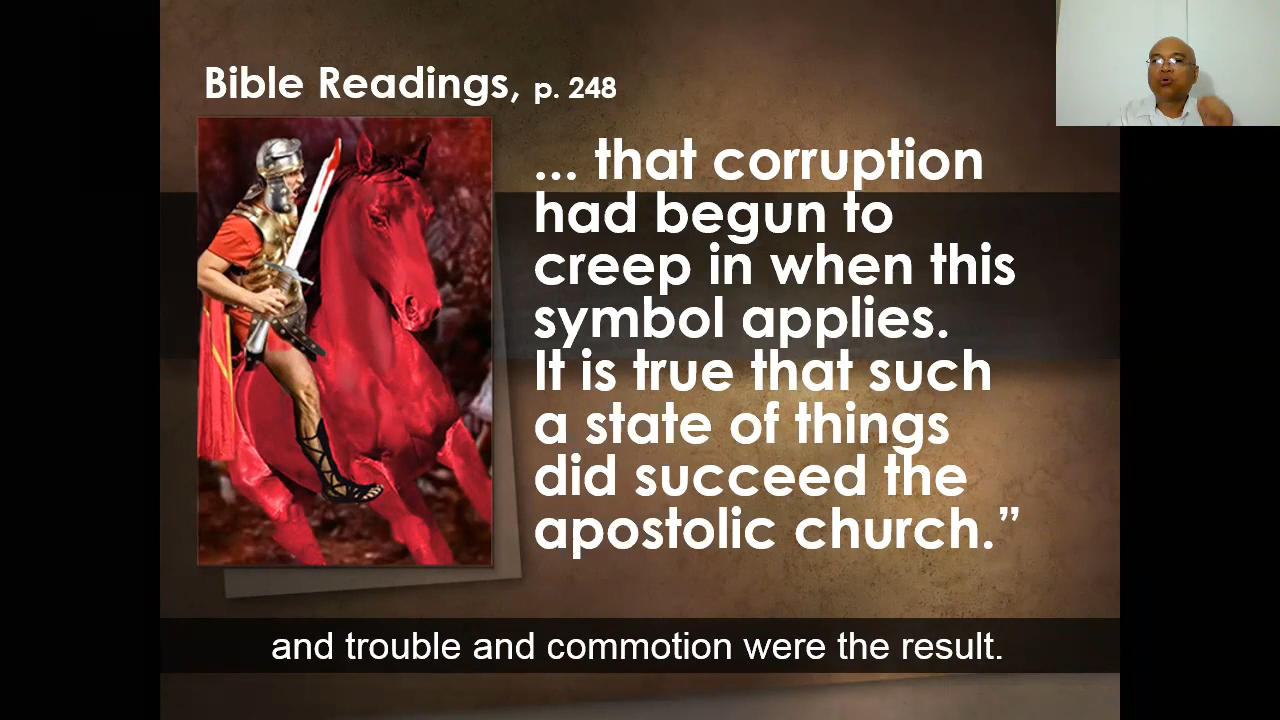 Bible Readings, p. 248
... that corruption
had begun to
creep in when this
symbol applies.
It is true that such
a state of things
did succeed the
apostolic church.”
and trouble and commotion were the result.